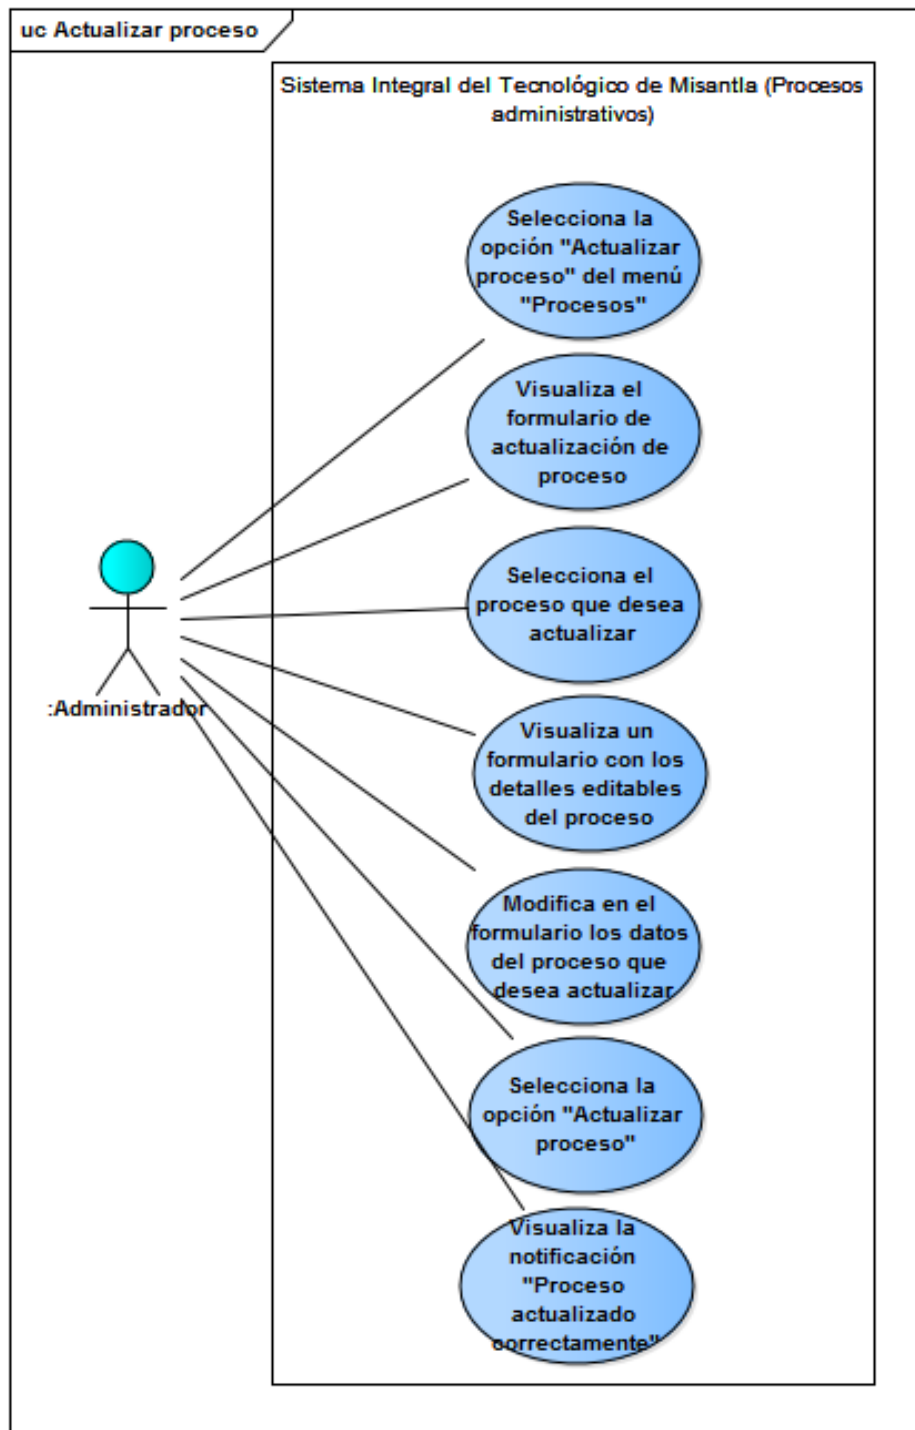 uc Actualizar proceso
Sistema Integral del Tecnológico de Misantla (Procesos
administrativos)
Selecciona la
opción "Actualizar
proceso" del menú
"Procesos"
Visualiza el
formulario de
actualización de
proceso
Selecciona el
proceso que desea
actualizar
:Administrador
Visualiza un
formulario con los
detalles editables
del proceso
Modifica en el
formulario los datos
del proceso que
desea actualizar
Selecciona la
opción "Actualizar
proceso"
Visualiza la
notificación
"Proceso
actualizado
correctamente"